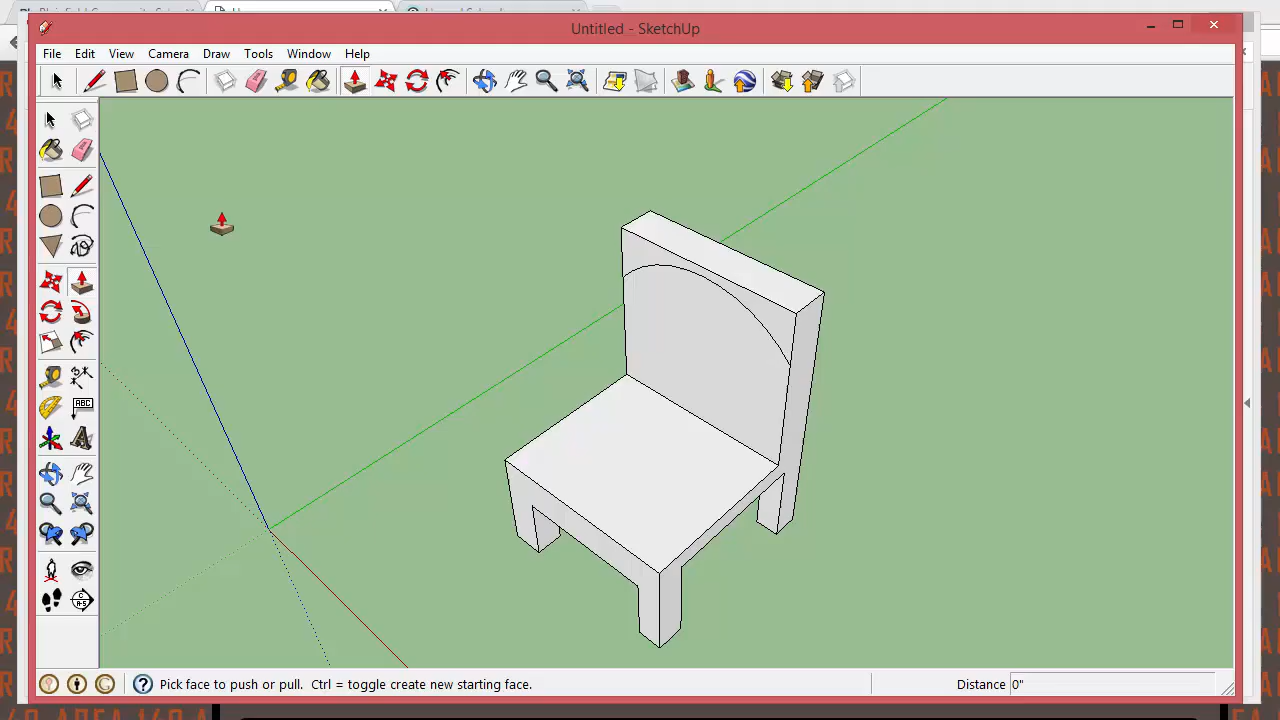 Untitled - SketchUp
File Edit View Camera Draw Tools Window Help
ABC
Pick face to push or pull. Ctrl = toggle create new starting face.
Distance 0"